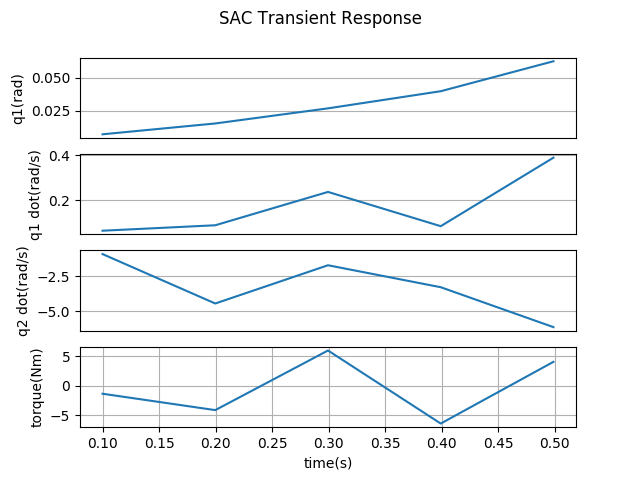 SAC Transient Response
q1(rad)
0.050
0.025
q1 dot(rad/s)
0.4
0.2
q2 dot(rad/s)
−2.5
−5.0
torque(Nm)
5
0
−5
0.10 0.15 0.20 0.25 0.30 0.35 0.40 0.45 0.50
time(s)